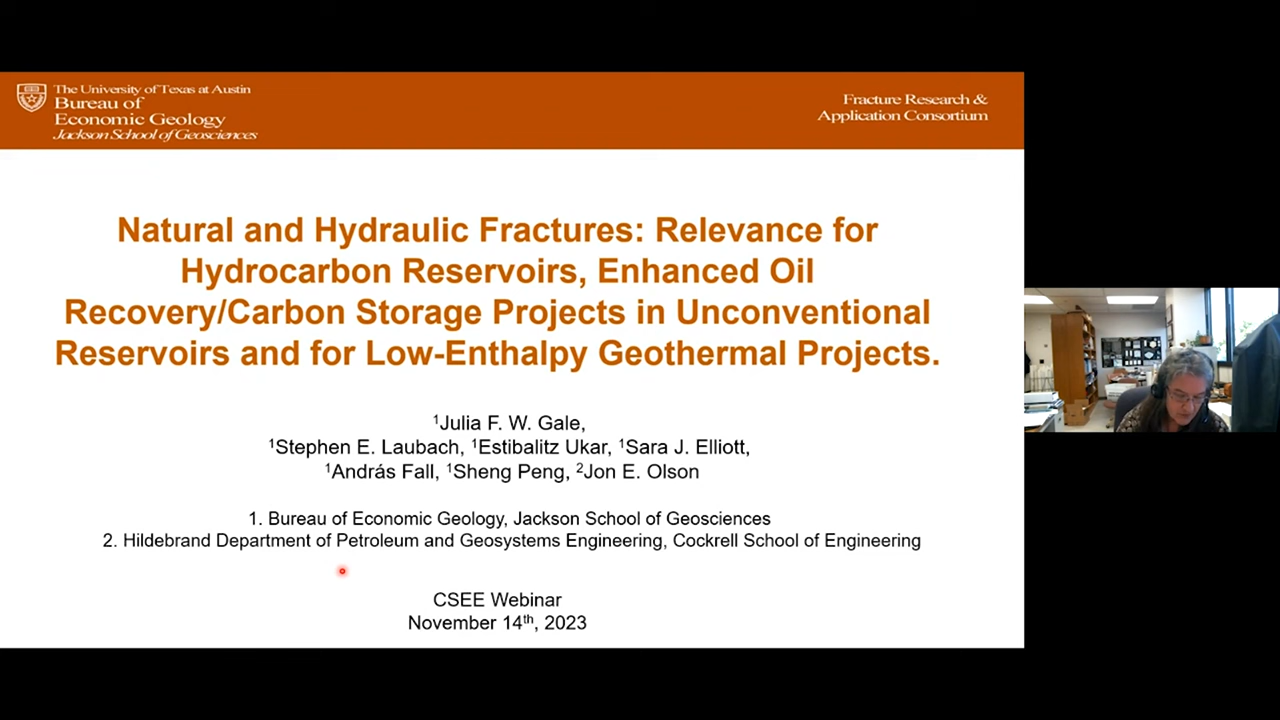 The University of Texas at Austin
Bureau of
Economic Geology
Jackson School of Geosciences
Fracture Research &
Application Consortium
Natural and Hydraulic Fractures: Relevance for
Hydrocarbon Reservoirs, Enhanced Oil
Recovery/Carbon Storage Projects in Unconventional
Reservoirs and for Low-Enthalpy Geothermal Projects.
¹Julia F. W. Gale,
¹Stephen E. Laubach, ¹Estibalitz Ukar, ¹Sara J. Elliott,
¹András Fall, ¹Sheng Peng, ²Jon E. Olson
1. Bureau of Economic Geology, Jackson School of Geosciences
2. Hildebrand Department of Petroleum and Geosystems Engineering, Cockrell School of Engineering
CSEE Webinar
November 14th, 2023